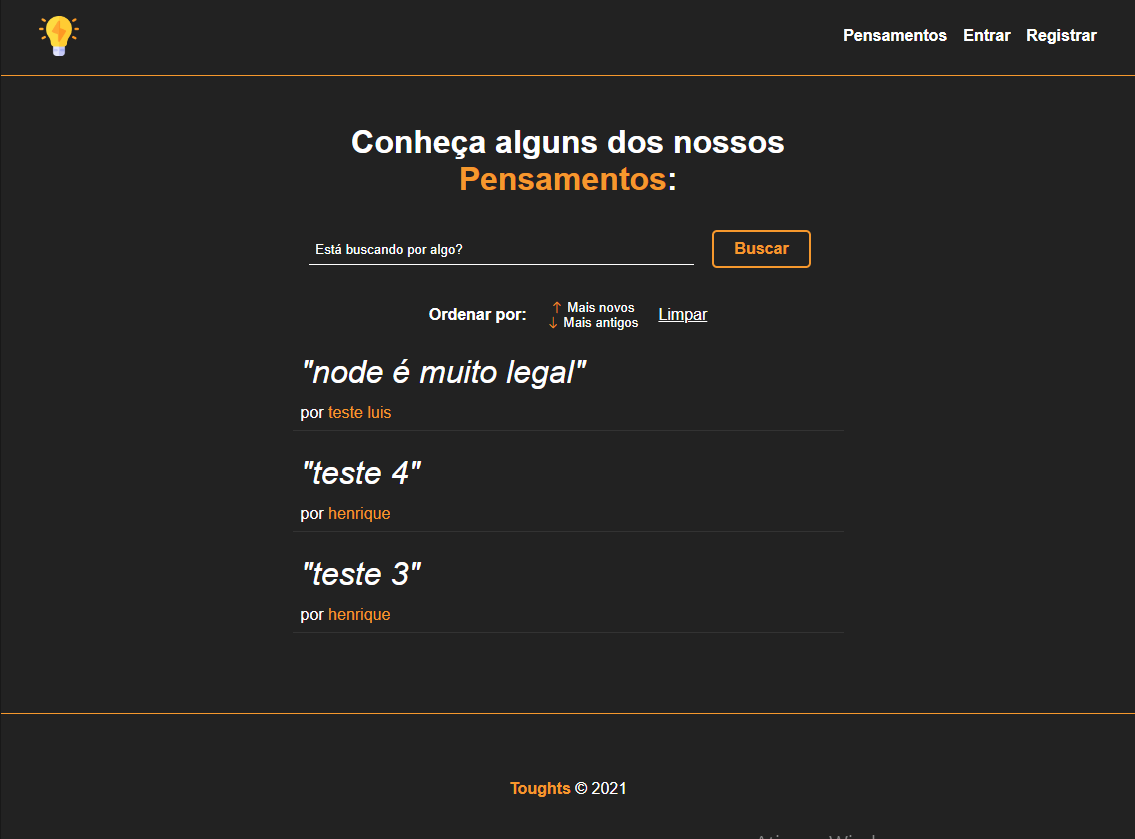 Pensamentos Entrar Registrar
Conheça alguns dos nossos
Pensamentos:
Está buscando por algo? Buscar
Ordenar por: ↑ Mais novos
↓ Mais antigos Limpar
"node é muito legal"
por teste luis
"teste 4"
por henrique
"teste 3"
por henrique
Toughts © 2021